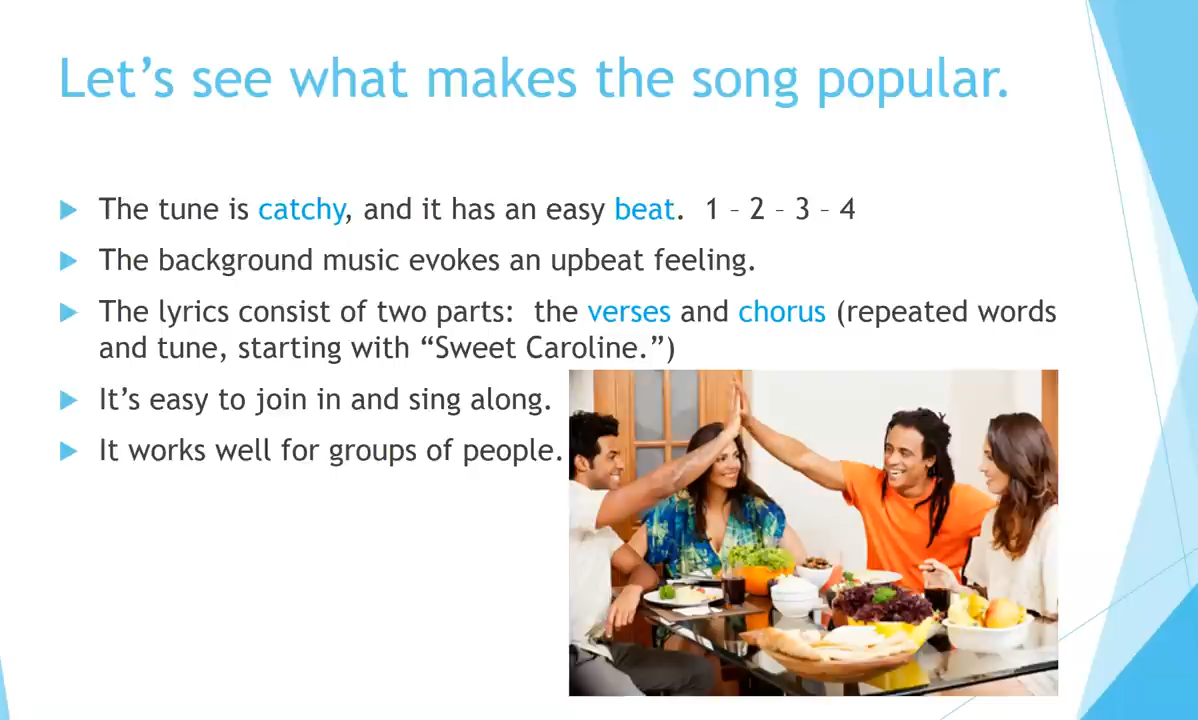 Let’s see what makes the song popular.
The tune is catchy, and it has an easy beat.  1 – 2 – 3 – 4
The background music evokes an upbeat feeling.
The lyrics consist of two parts:  the verses and chorus (repeated words
and tune, starting with “Sweet Caroline.”)
It’s easy to join in and sing along.
It works well for groups of people.